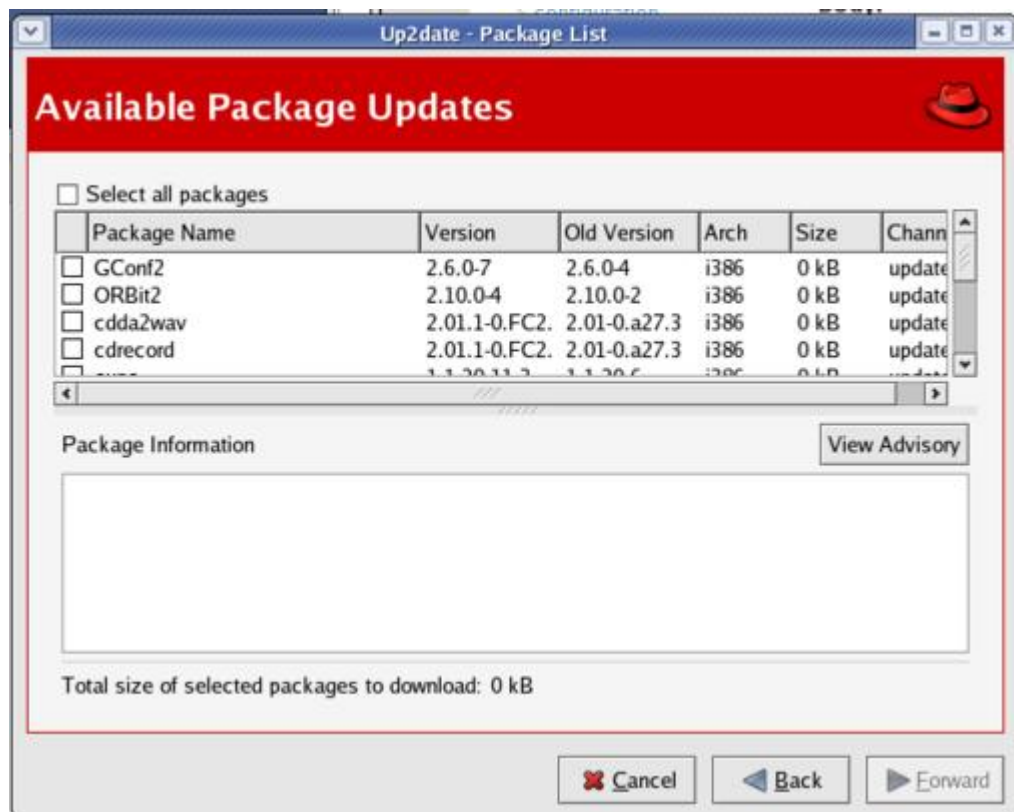 configuration
Up2date - Package List
Available Package Updates
Select all packages
Package Name Version Old Version Arch Size Chann
GConf2 2.6.0-7 2.6.0-4 i386 0 kB update
ORBit2 2.10.0-4 2.10.0-2 i386 0 kB update
cdda2wav 2.01.1-0.FC2. 2.01-0.a27.3 i386 0 kB update
cdrecord 2.01.1-0.FC2. 2.01-0.a27.3 i386 0 kB update
Package Information View Advisory
Total size of selected packages to download: 0 kB
Cancel Back Forward